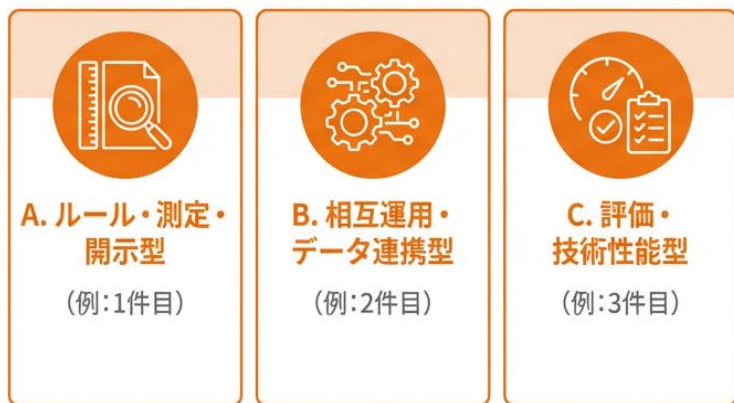 A. ルール・測定・
開示型
（例：1件目）
B. 相互運用・
データ連携型
（例：2件目）
C. 評価・
技術性能型
（例：3件目）